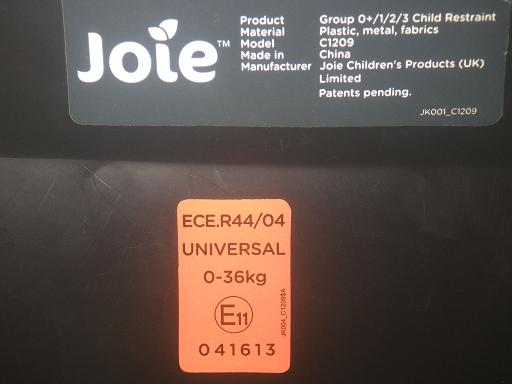 Joie™
Product Group 0+/1/2/3 Child Restraint
Material Plastic, metal, fabrics
Model C1209
Made in China
Manufacturer Joie Children's Products (UK)
Limited
Patents pending.
JK001_C1209
ECE.R44/04
UNIVERSAL
0-36kg
E11
041613
JK004_C1209SA